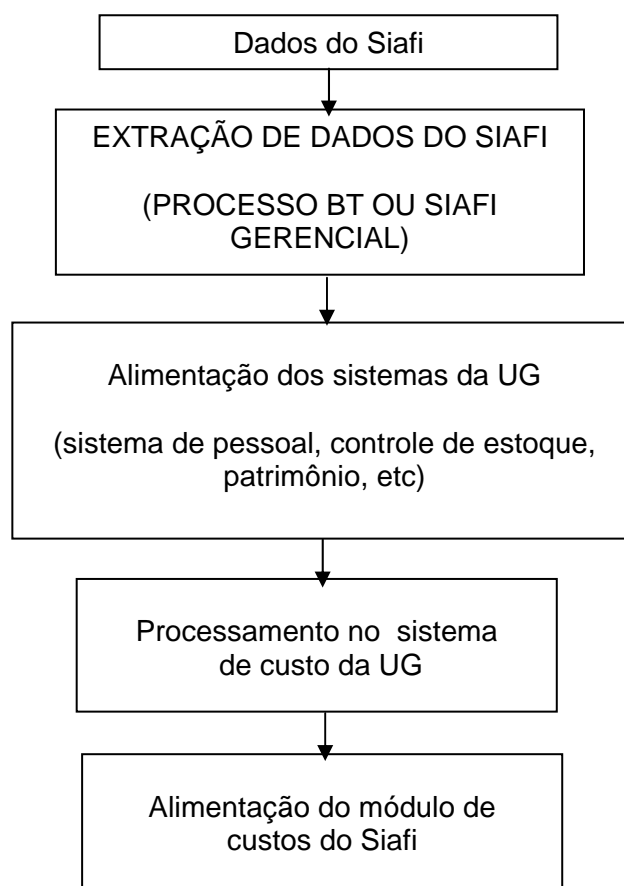 Dados do Siafi
EXTRAÇÃO DE DADOS DO SIAFI
(PROCESSO BT OU SIAFI
GERENCIAL)
Alimentação dos sistemas da UG
(sistema de pessoal, controle de estoque,
patrimônio, etc)
Processamento no sistema
de custo da UG
Alimentação do módulo de
custos do Siafi